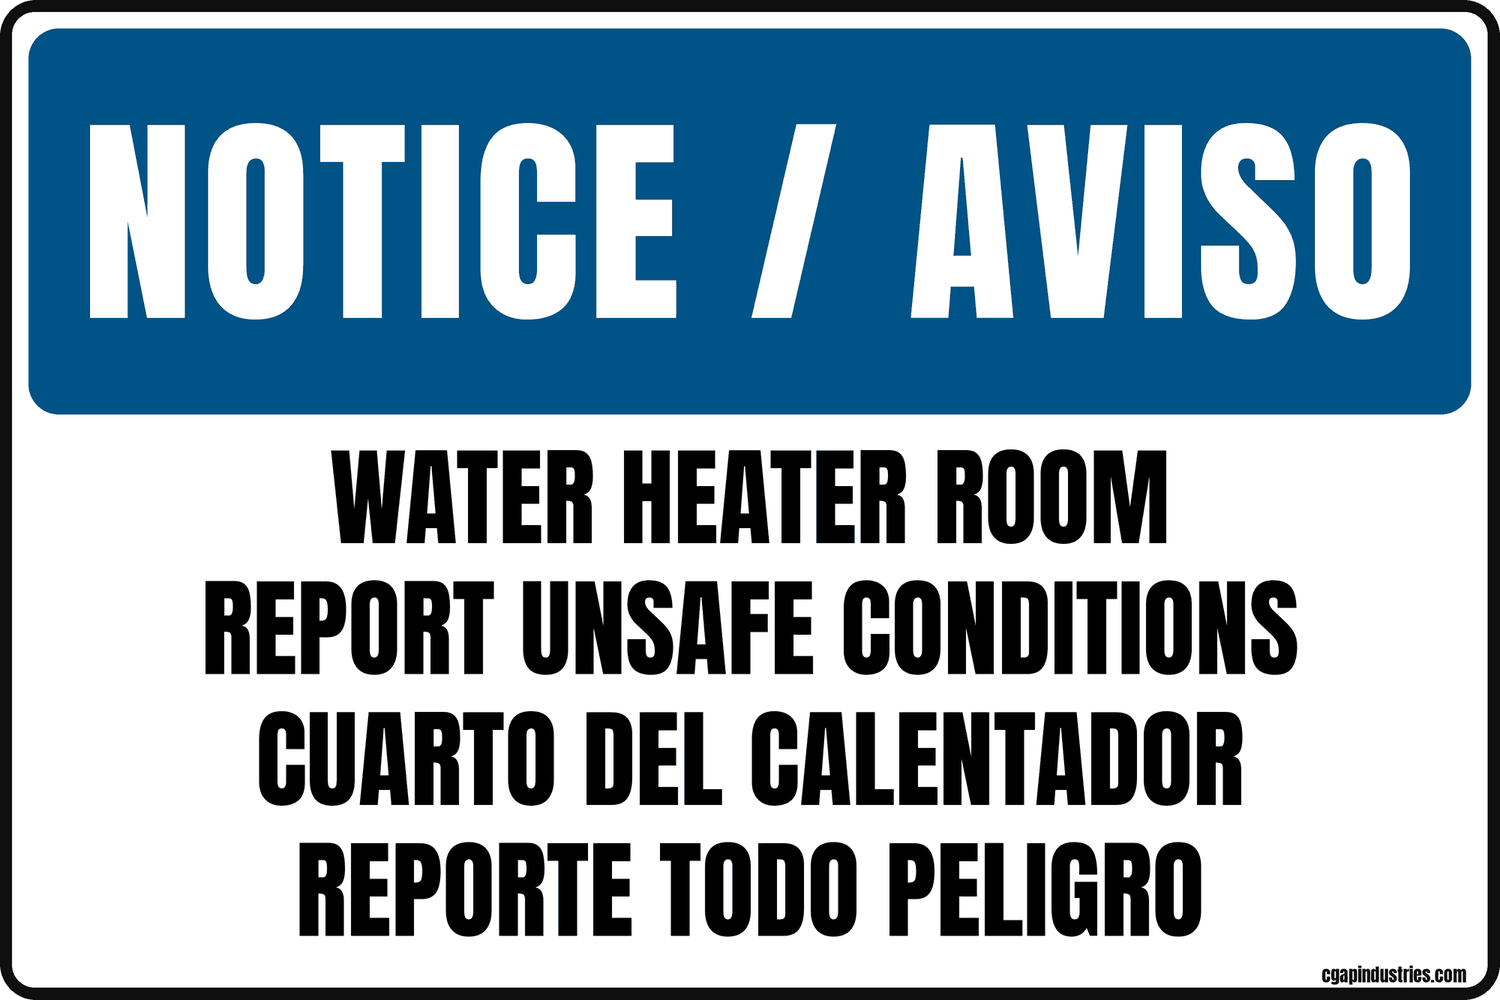 NOTICE / AVISO
WATER HEATER ROOM
REPORT UNSAFE CONDITIONS
CUARTO DEL CALENTADOR
REPORTE TODO PELIGRO
cgapindustries.com